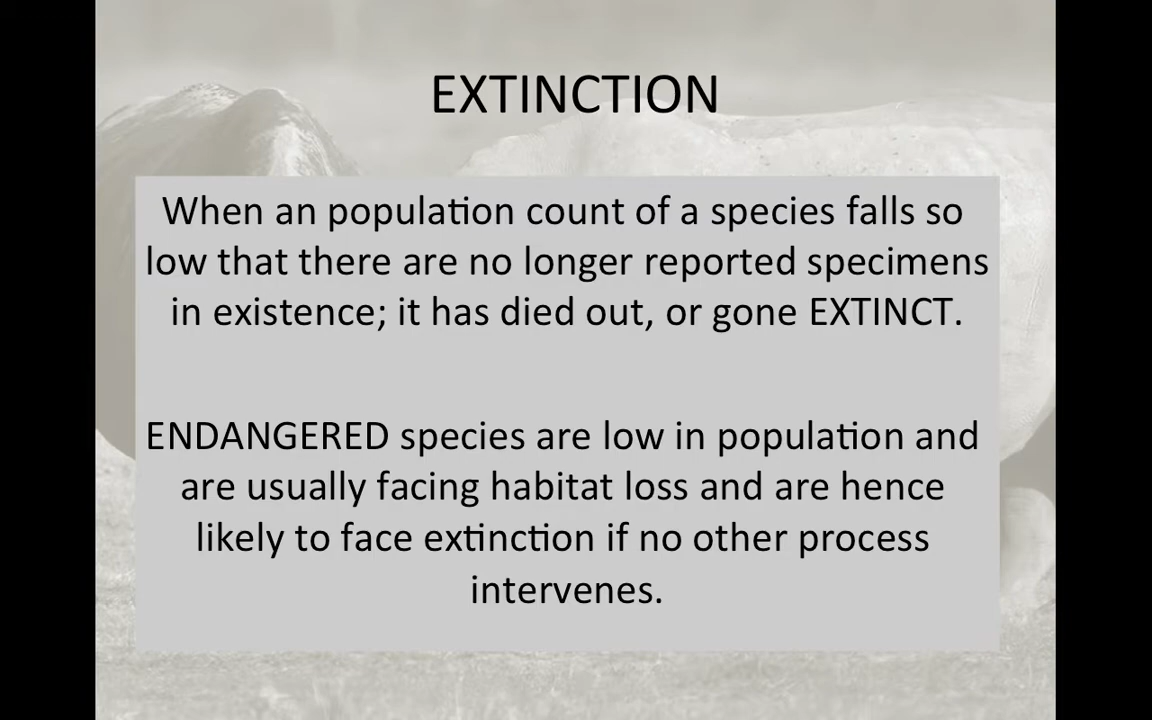 EXTINCTION
When an population count of a species falls so
low that there are no longer reported specimens
in existence; it has died out, or gone EXTINCT.
ENDANGERED species are low in population and
are usually facing habitat loss and are hence
likely to face extinction if no other process
intervenes.